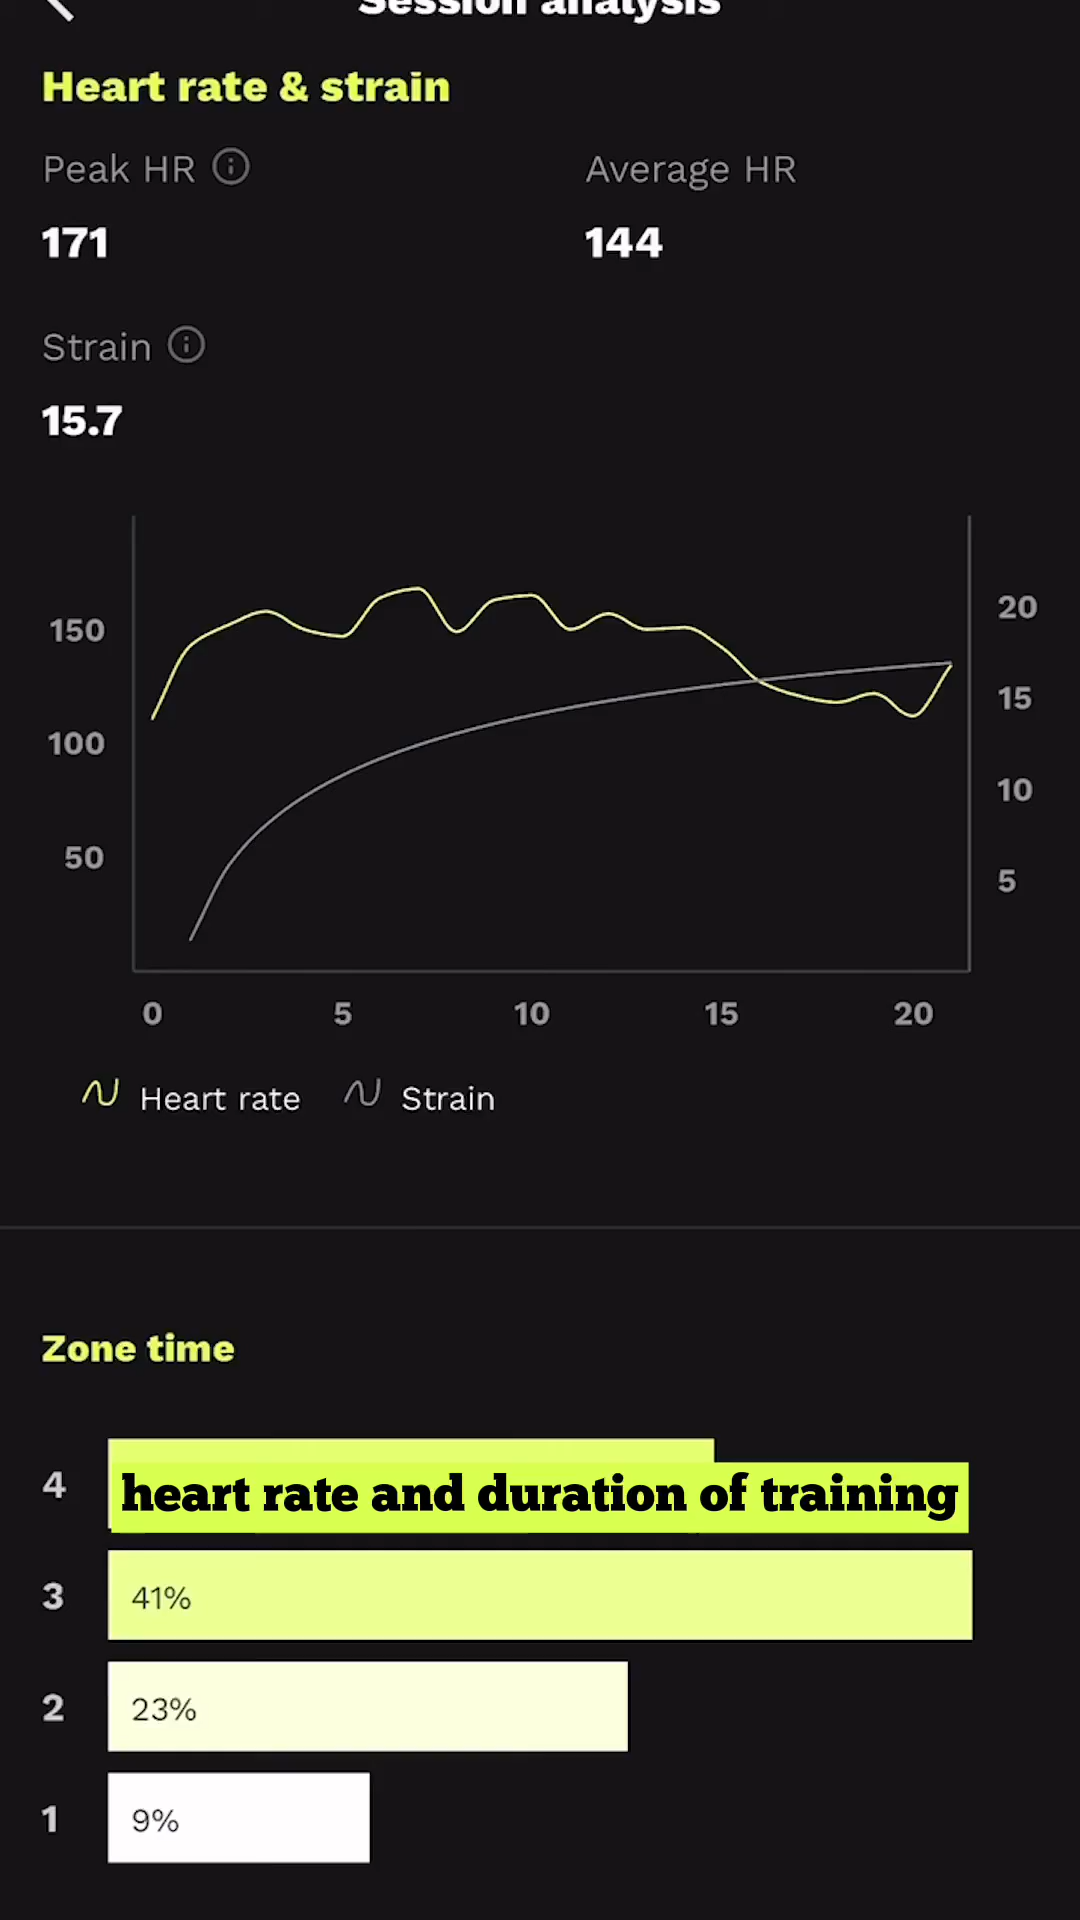 Session analysis
Heart rate & strain
Peak HR Average HR
171 144
Strain
15.7
150 20
100 15
50 10
5
0 5 10 15 20
Heart rate Strain
Zone time
4
heart rate and duration of training
3 41%
2 23%
1 9%